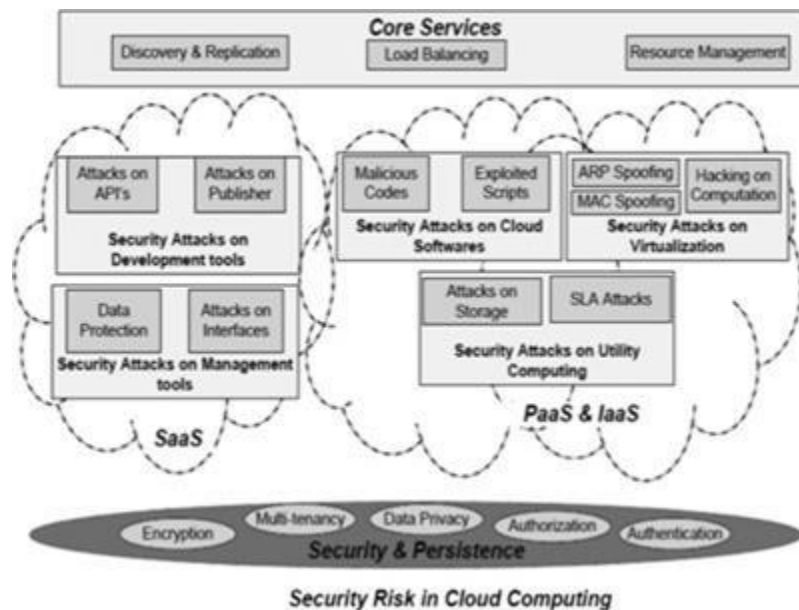 Core Services
Discovery & Replication
Load Balancing
Resource Management
Attacks on
API's
Attacks on
Publisher
Security Attacks on
Development tools
Data
Protection
Attacks on
Interfaces
Security Attacks on Management
tools
SaaS
Malicious
Codes
Exploited
Scripts
Security Attacks on Cloud
Softwares
ARP Spoofing
MAC Spoofing
Hacking on
Computation
Security Attacks on
Virtualization
Attacks on
Storage
SLA Attacks
Security Attacks on Utility
Computing
PaaS & IaaS
Encryption
Multi-tenancy
Data Privacy
Authorization
Authentication
Security & Persistence
Security Risk in Cloud Computing